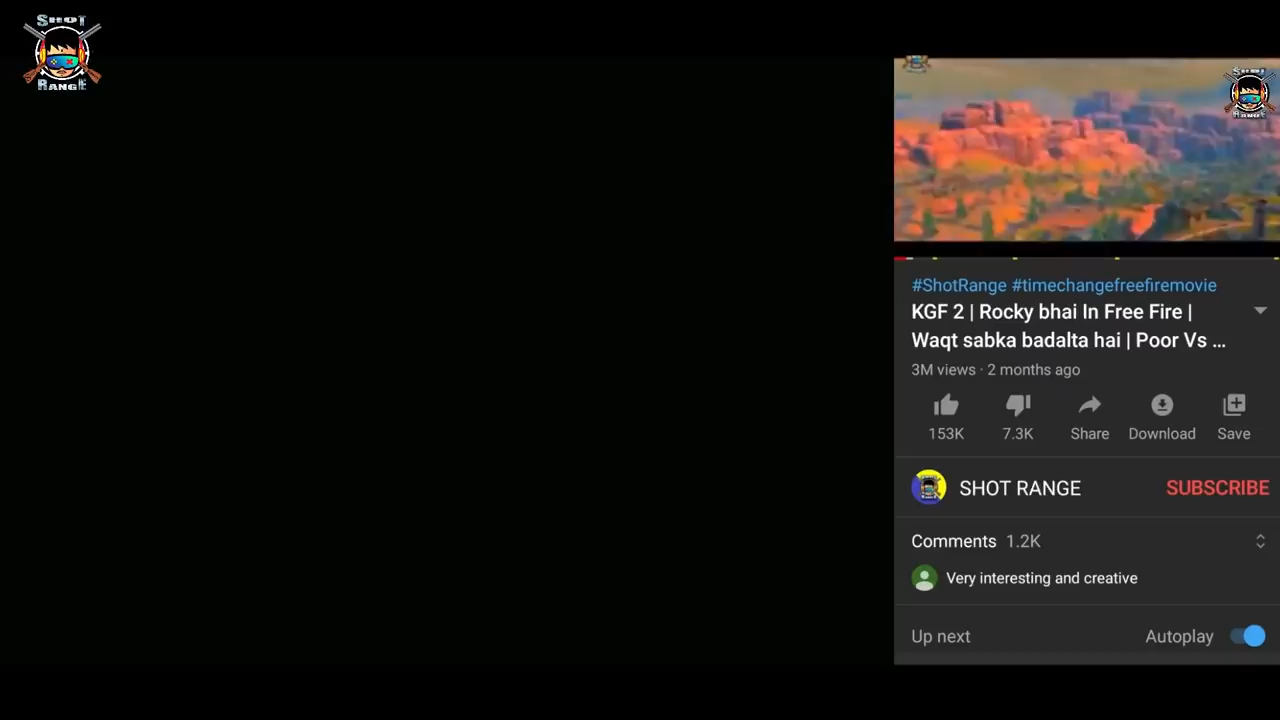 SHOT
RANGE
SHOT
RANGE
#ShotRange #timechangefreefiremovie
KGF 2 | Rocky bhai In Free Fire |
Waqt sabka badalta hai | Poor Vs ...
3M views · 2 months ago
153K 7.3K Share Download Save
SHOT RANGE SUBSCRIBE
Comments 1.2K
Very interesting and creative
Up next Autoplay